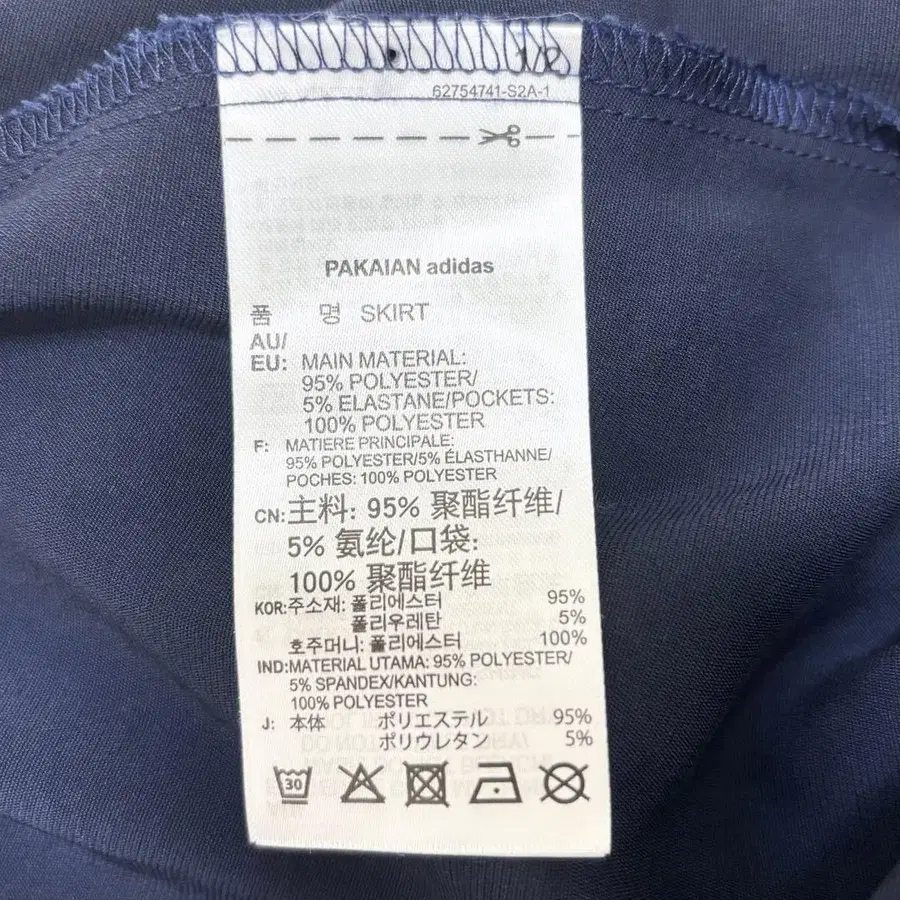 1/2
62754741-S2A-1
PAKAIAN adidas
품 명 SKIRT
AU/
EU: MAIN MATERIAL:
95% POLYESTER/
5% ELASTANE/POCKETS:
100% POLYESTER
F: MATIERE PRINCIPALE:
95% POLYESTER/5% ÉLASTHANNE/
POCHES: 100% POLYESTER
CN: 主料: 95% 聚酯纤维/
5% 氨纶/口袋:
100% 聚酯纤维
KOR: 주소재: 폴리에스터 95%
폴리우레탄 5%
호주머니: 폴리에스터 100%
IND: MATERIAL UTAMA: 95% POLYESTER/
5% SPANDEX/KANTUNG:
100% POLYESTER
J: 本体 ポリエステル 95%
ポリウレタン 5%
30